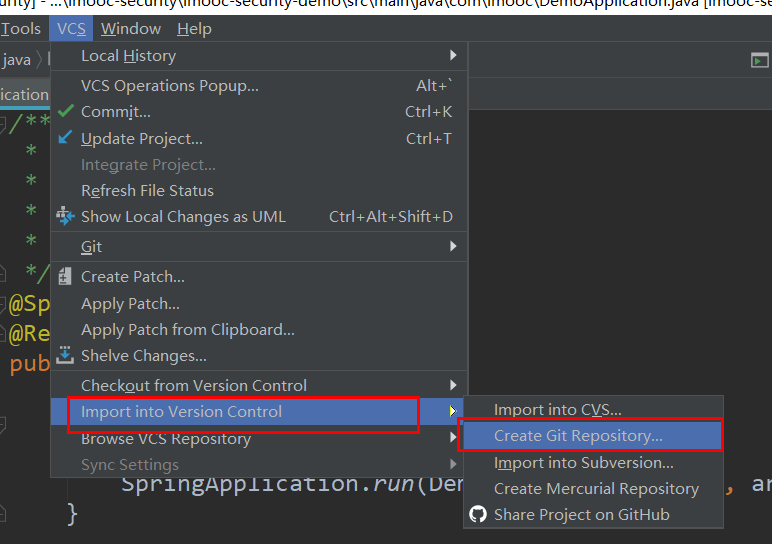 urity] - ...\imooc-security\imooc-security-demo\src\main\java\com\imooc\DemoApplication.java [imooc-se
Tools VCS Window Help
java
Local History
ication
VCS Operations Popup... Alt+`
/**
Commit... Ctrl+K
*
Update Project... Ctrl+T
*
Integrate Project...
*
Refresh File Status
*
Show Local Changes as UML Ctrl+Alt+Shift+D
*
Git
*/
Create Patch...
@Sp
Apply Patch...
@Re
Apply Patch from Clipboard...
pub
Shelve Changes...
Checkout from Version Control
Import into Version Control
Browse VCS Repository
Sync Settings
Import into CVS...
Create Git Repository...
Import into Subversion...
Create Mercurial Repository
Share Project on GitHub
SpringApplication.run(De , ar
}